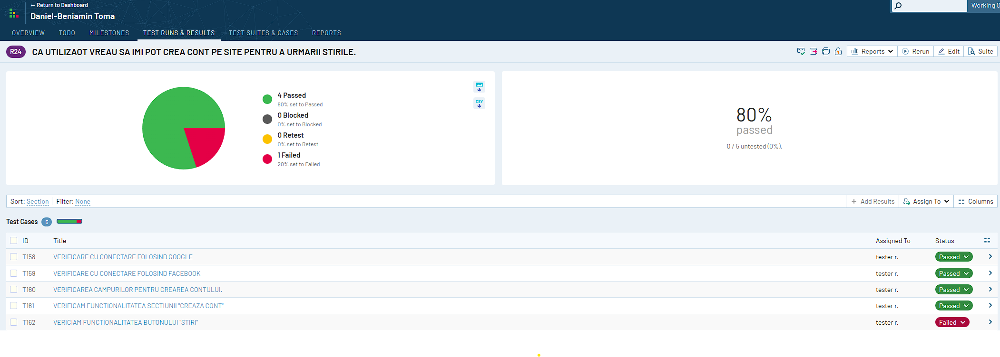 ← Return to Dashboard
Working O
Daniel-Beniamin Toma
OVERVIEW TODO MILESTONES TEST RUNS & RESULTS TEST SUITES & CASES REPORTS
R24 CA UTILIZAOT VREAU SA IMI POT CREA CONT PE SITE PENTRU A URMARII STIRILE.
Reports Rerun Edit Suite
4 Passed
80% set to Passed
0 Blocked
0% set to Blocked
0 Retest
0% set to Retest
1 Failed
20% set to Failed
CSV
80%
passed
0 / 5 untested (0%).
Sort: Section Filter: None + Add Results Assign To Columns
Test Cases 5
ID Title Assigned To Status
T158 VERIFICARE CU CONECTARE FOLOSIND GOOGLE tester r. Passed
T159 VERIFICARE CU CONECTARE FOLOSIND FACEBOOK tester r. Passed
T160 VERIFICAREA CAMPURILOR PENTRU CREAREA CONTULUI. tester r. Passed
T161 VERIFICAM FUNCTIONALITATEA SECTIUNII "CREAZA CONT" tester r. Passed
T162 VERICIAM FUNCTIONALITATEA BUTONULUI "STIRI" tester r. Failed